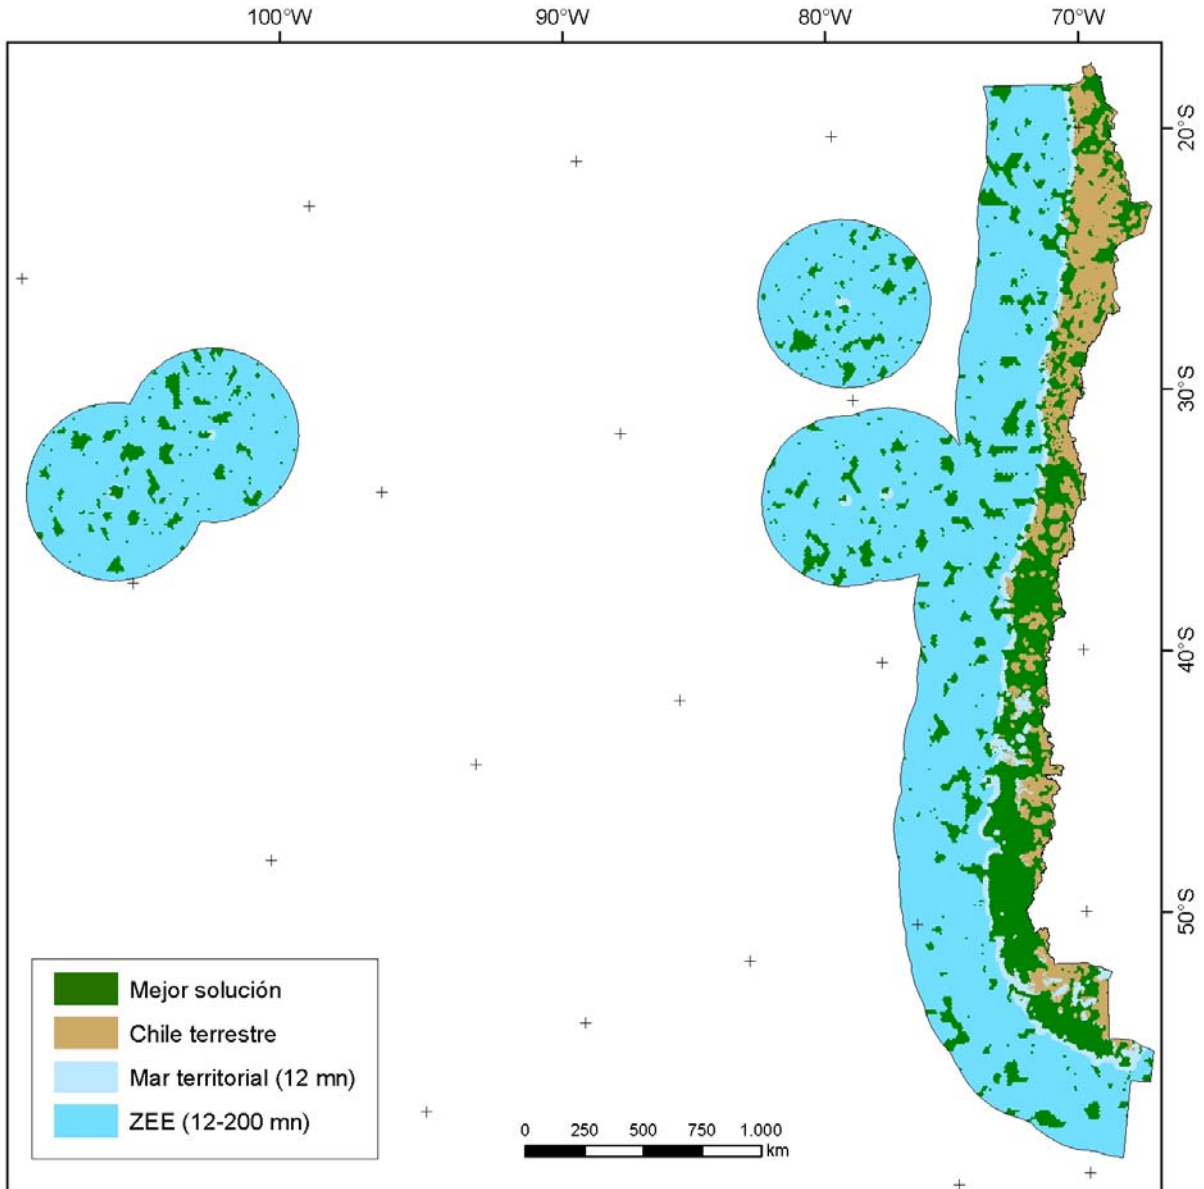 100°W 90°W 80°W 70°W
20°S
30°S
40°S
50°S
Mejor solución
Chile terrestre
Mar territorial (12 mn)
ZEE (12-200 mn)
0 250 500 750 1.000
km